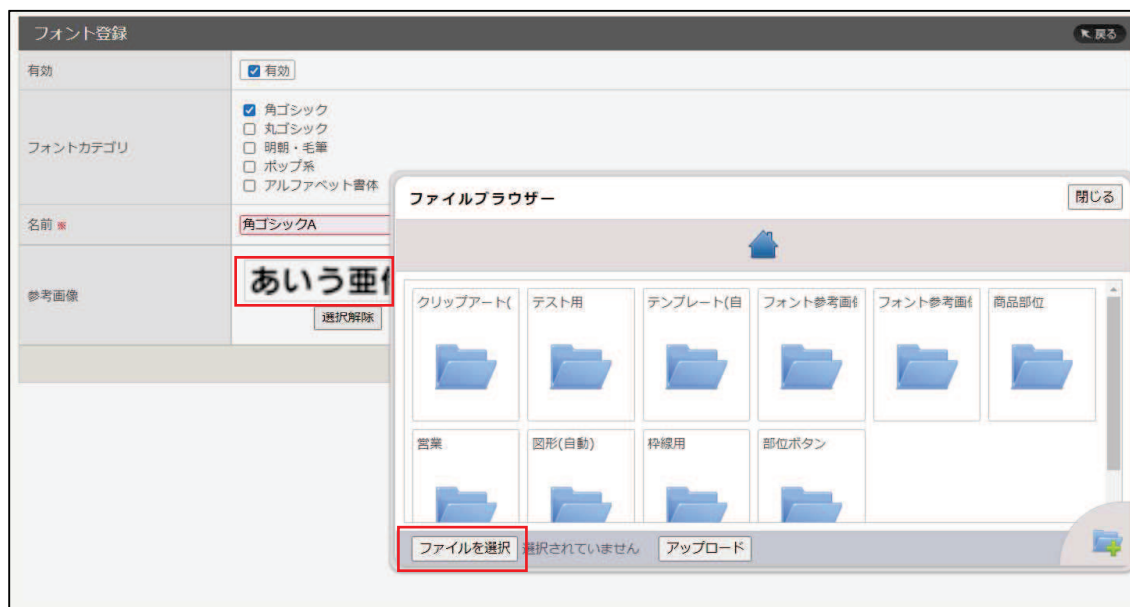 フォント登録
戻る
有効
有効
フォントカテゴリ
角ゴシック
丸ゴシック
明朝・毛筆
ポップ系
アルファベット書体
名前 ※
角ゴシックA
参考画像
あいう亜
選択解除
ファイルブラウザー
閉じる
クリップアート(
テスト用
テンプレート(自
フォント参考画
フォント参考画
商品部位
営業
図形(自動)
枠線用
部位ボタン
ファイルを選択 選択されていません アップロード